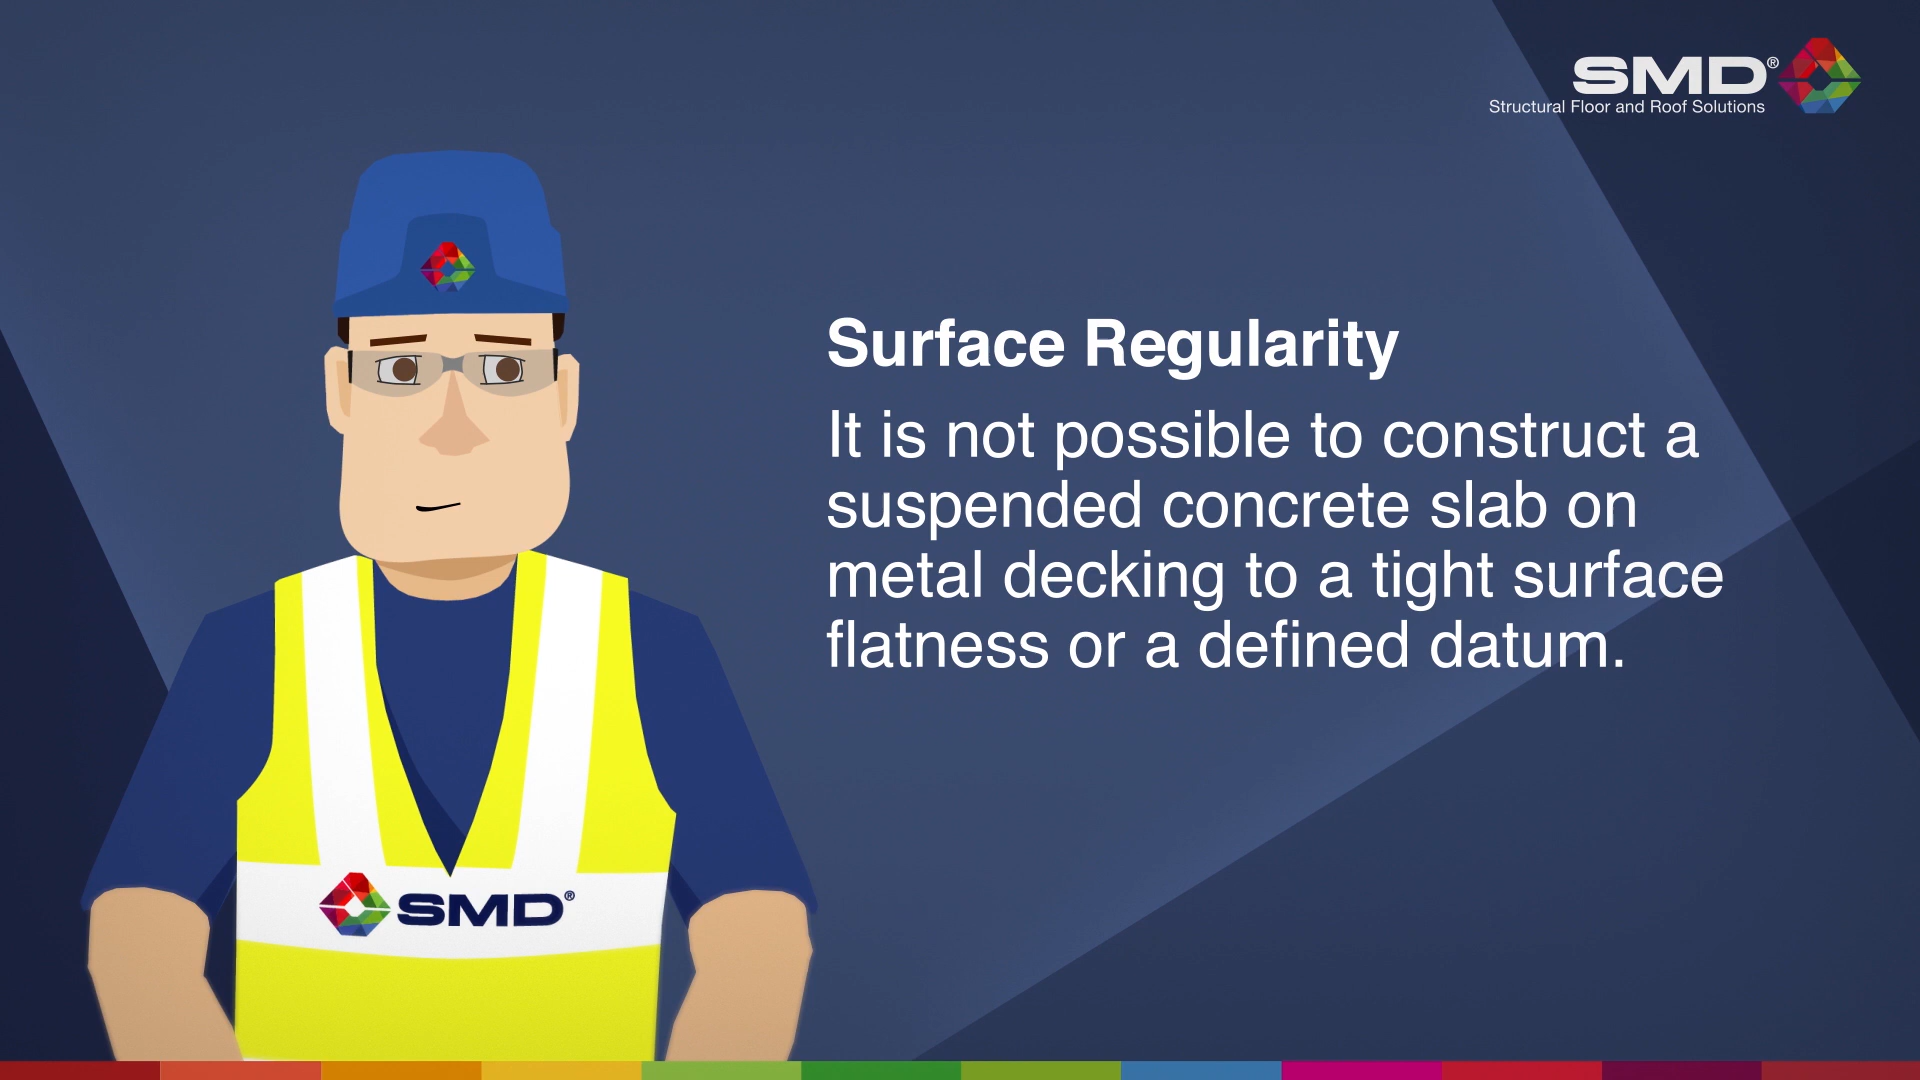 SMD®
Structural Floor and Roof Solutions
Surface Regularity
It is not possible to construct a
suspended concrete slab on
metal decking to a tight surface
flatness or a defined datum.
SMD®